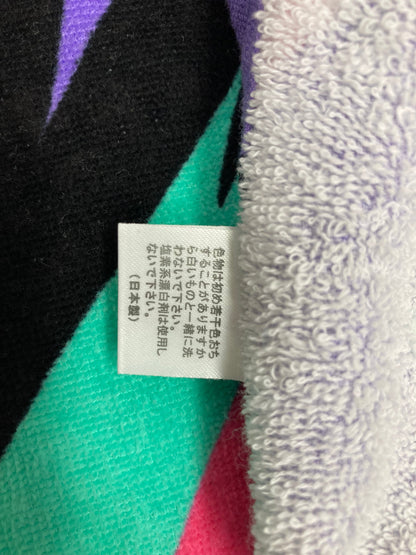 色物は初め若干色おち
することがありますか
ら白いものと一緒に洗
わないで下さい。
塩素系漂白剤は使用し
ないで下さい。
(日本製)